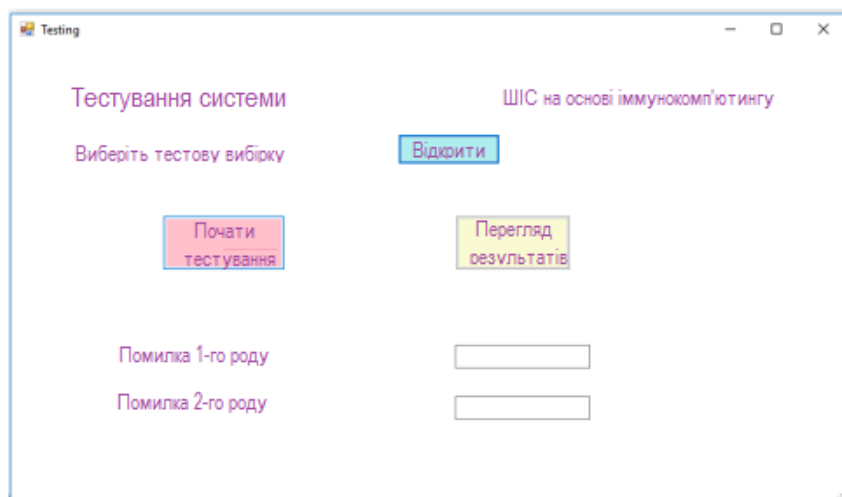 Testing
Тестування системи
ШІС на основі іммунокомп'ютингу
Виберіть тестову вибірку
Відкрити
Почати
тестування
Перегляд
результатів
Помилка 1-го роду
Помилка 2-го роду